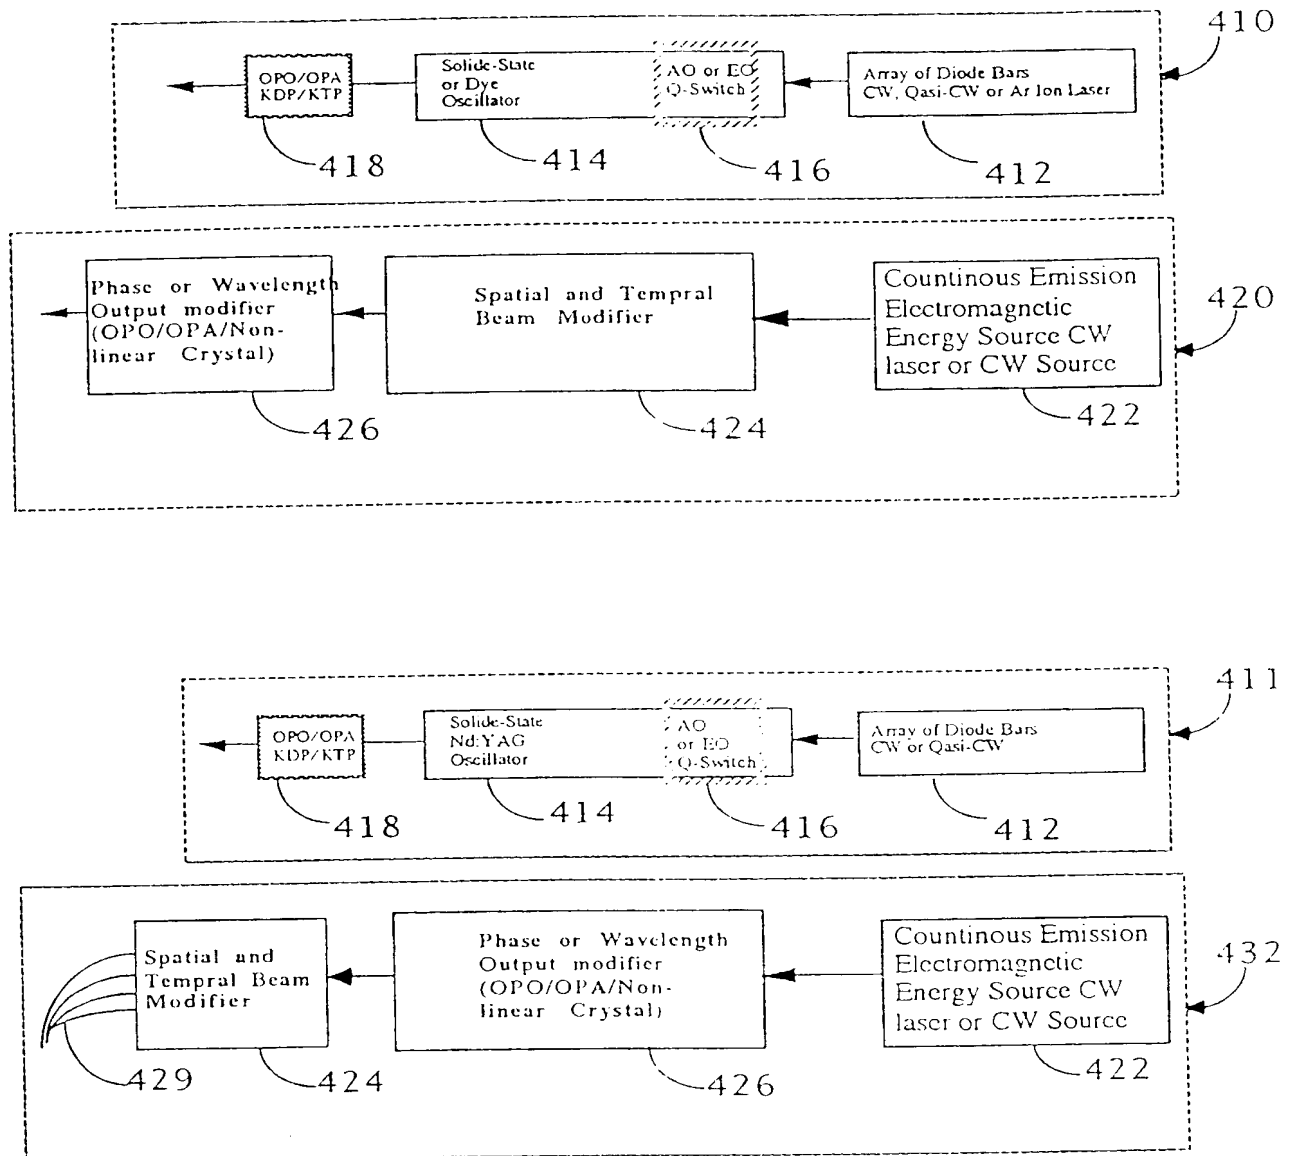 410
OPO/OPA
KDP/KTP
Solide-State
or Dye
Oscillator
AO or EO
Q-Switch
Array of Diode Bars
CW, Qasi-CW or Ar Ion Laser
418
414
416
412
Phase or Wavelength
Output modifier
(OPO/OPA/Non-
linear Crystal)
Spatial and Tempral
Beam Modifier
Countinous Emission
Electromagnetic
Energy Source CW
laser or CW Source
420
426
424
422
411
OPO/OPA
KDP/KTP
Solide-State
Nd:YAG
Oscillator
AO
or EO
Q-Switch
Array of Diode Bars
CW or Qasi-CW
418
414
416
412
Spatial and
Tempral Beam
Modifier
Phase or Wavelength
Output modifier
(OPO/OPA/Non-
linear Crystal)
Countinous Emission
Electromagnetic
Energy Source CW
laser or CW Source
432
429
424
426
422